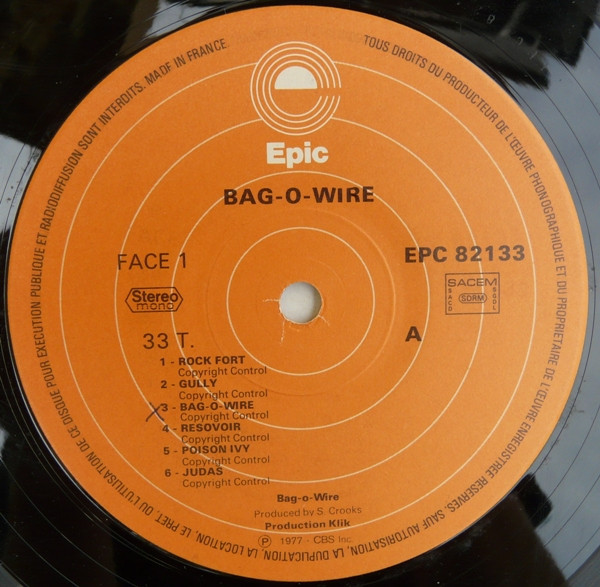 TOUS DROITS DU PRODUCTEUR DE L'ŒUVRE PHONOGRAPHIQUE ET DU PROPRIETAIRE DE L'ŒUVRE ENREGISTREE RESERVES. SAUF AUTORISATION, LA DUPLICATION, LA LOCATION, LE PRET, OU L'UTILISATION DE CE DISQUE POUR EXECUTION PUBLIQUE ET RADIODIFFUSION SONT INTERDITS. MADE IN FRANCE
Epic
BAG-O-WIRE
FACE 1
EPC 82133
Stereo
mono
SACEM
SACD
SDRM
SGDL
33 T.
A
1 - ROCK FORT
Copyright Control
2 - GULLY
Copyright Control
3 - BAG-O-WIRE
Copyright Control
4 - RESOVOIR
Copyright Control
5 - POISON IVY
Copyright Control
6 - JUDAS
Copyright Control
Bag-o-Wire
Produced by S. Crooks
Production Klik
℗ 1977 - CBS Inc.